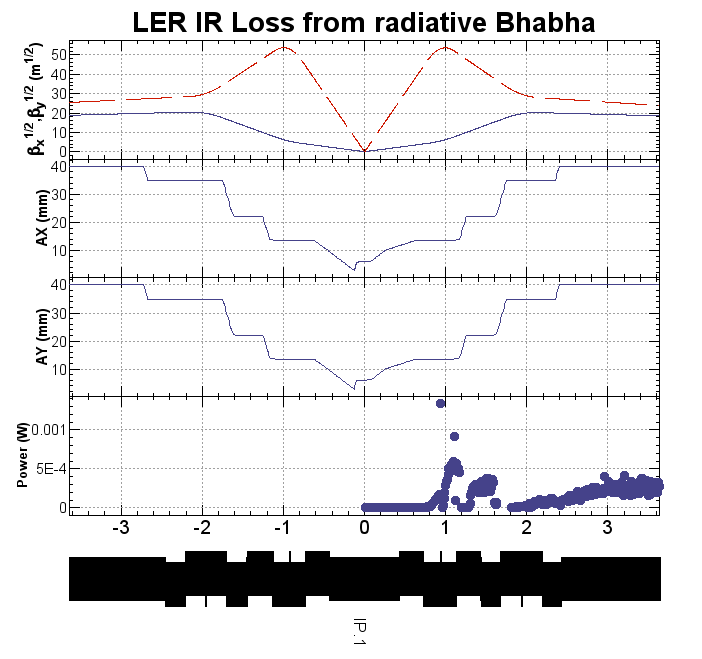 LER IR Loss from radiative Bhabha
βx^1/2,βy^1/2 (m^1/2)
50
40
30
20
10
0
AX (mm)
40
30
20
10
AY (mm)
40
30
20
10
Power (W)
0.001
5E-4
0
-3 -2 -1 0 1 2 3
IP.1